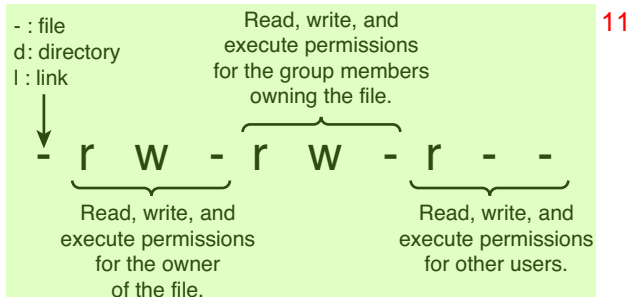 - : file
d: directory
l : link
Read, write, and
execute permissions
for the group members
owning the file.
11
- r w - r w - r - -
Read, write, and
execute permissions
for the owner
of the file.
Read, write, and
execute permissions
for other users.